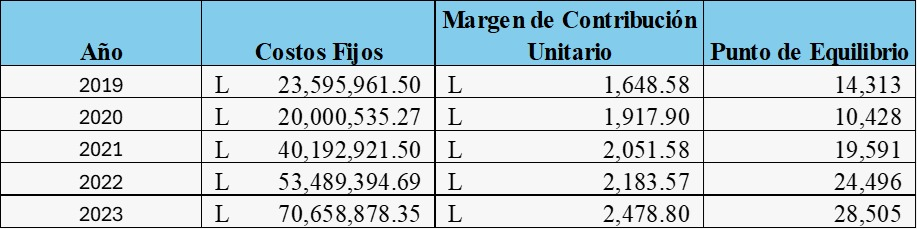 Año Costos Fijos Margen de Contribución Unitario Punto de Equilibrio
2019 L 23,595,961.50 L 1,648.58 14,313
2020 L 20,000,535.27 L 1,917.90 10,428
2021 L 40,192,921.50 L 2,051.58 19,591
2022 L 53,489,394.69 L 2,183.57 24,496
2023 L 70,658,878.35 L 2,478.80 28,505